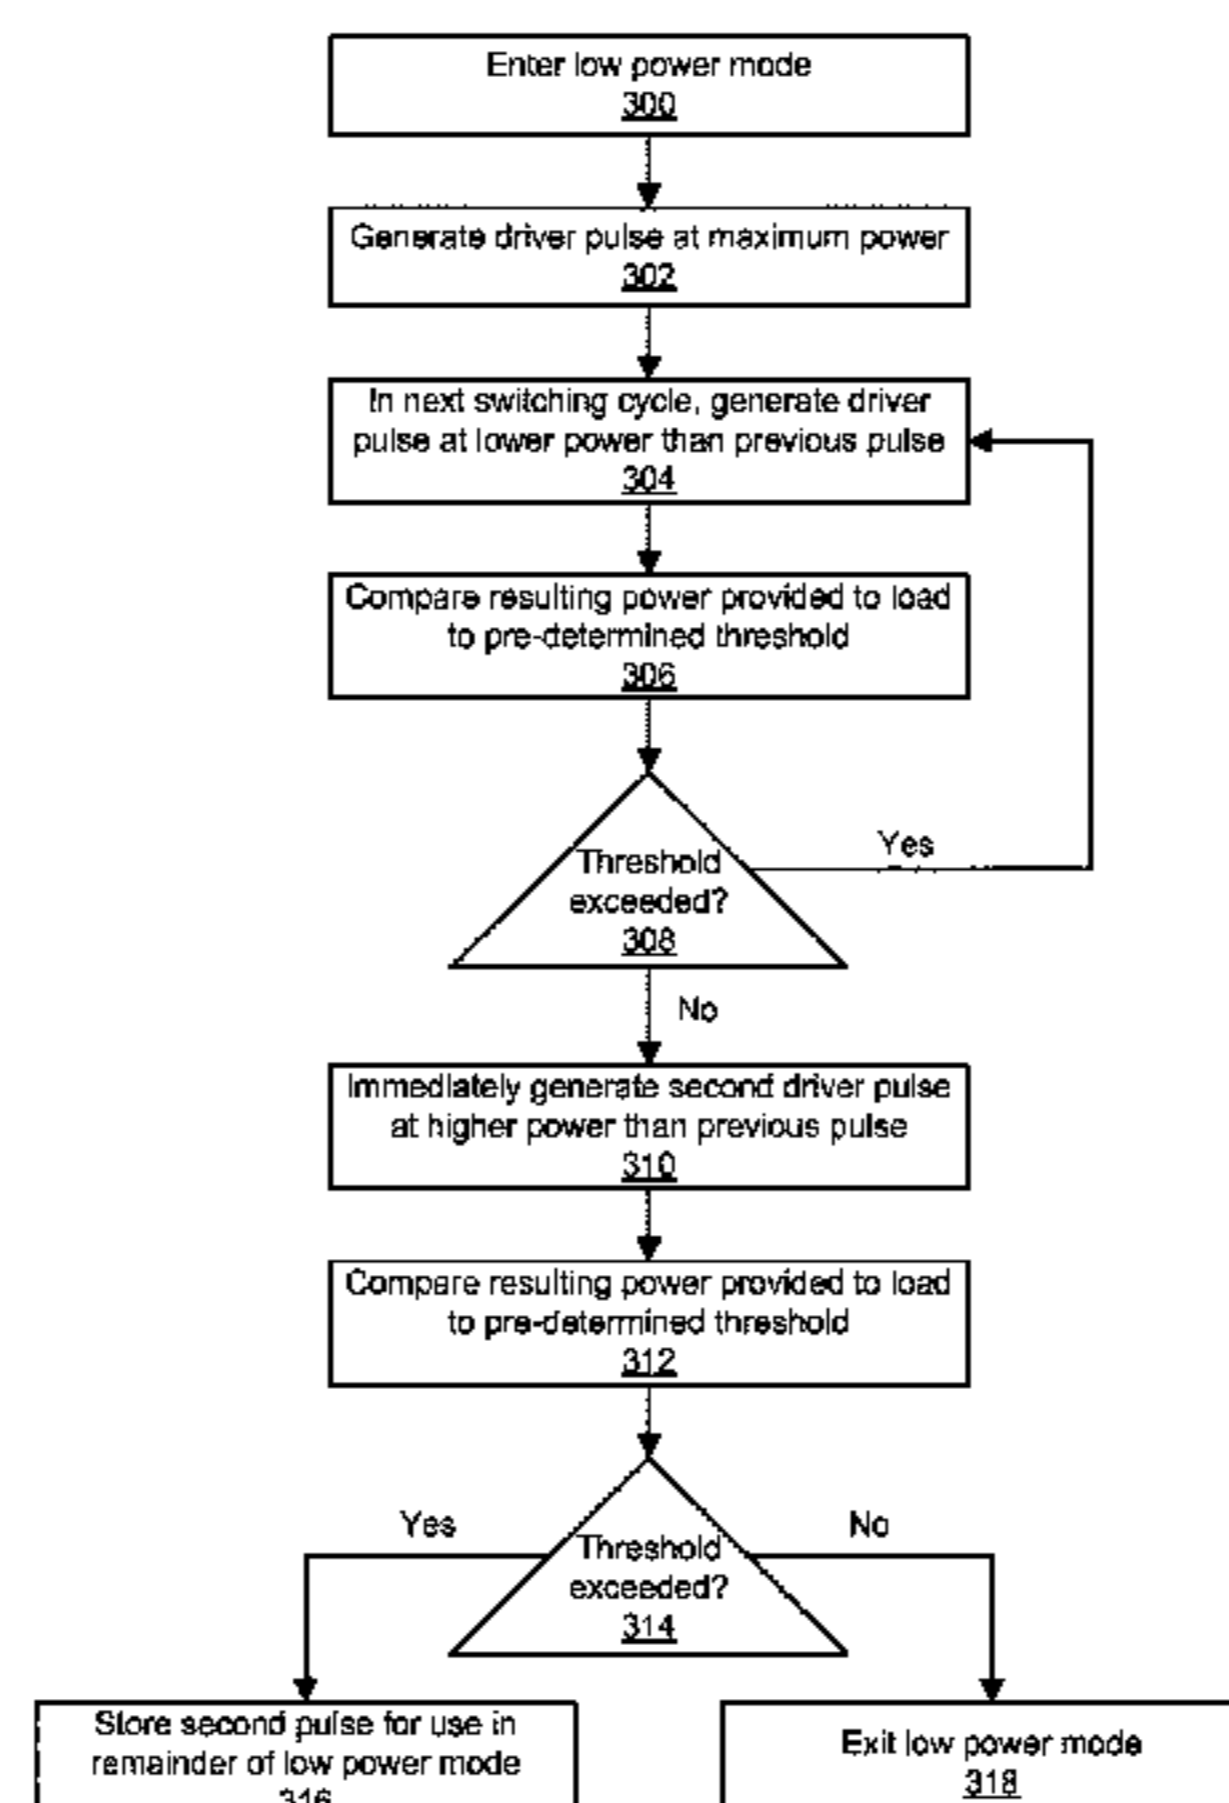 Enter low power mode
300
Generate driver pulse at maximum power
302
In next switching cycle, generate driver
pulse at lower power than previous pulse
304
Compare resulting power provided to load
to pre-determined threshold
306
Threshold
exceeded?
308
Yes
No
Immediately generate second driver pulse
at higher power than previous pulse
310
Compare resulting power provided to load
to pre-determined threshold
312
Threshold
exceeded?
314
Yes
No
Store second pulse for use in
remainder of low power mode
316
Exit low power mode
318